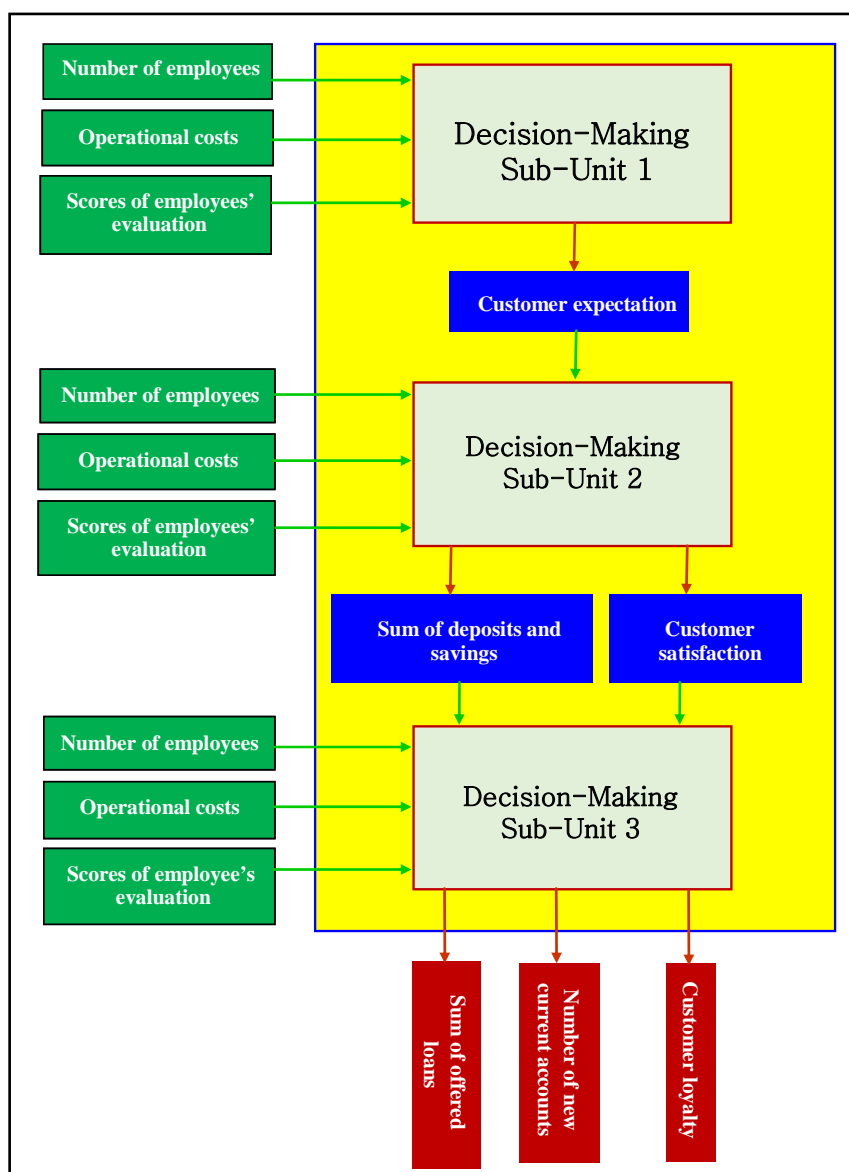 Number of employees
Operational costs
Scores of employees’
evaluation
Decision-Making
Sub-Unit 1
Customer expectation
Number of employees
Operational costs
Scores of employees’
evaluation
Decision-Making
Sub-Unit 2
Sum of deposits and
savings
Customer
satisfaction
Number of employees
Operational costs
Scores of employee’s
evaluation
Decision-Making
Sub-Unit 3
Sum of offered
loans
Number of new
current accounts
Customer loyalty